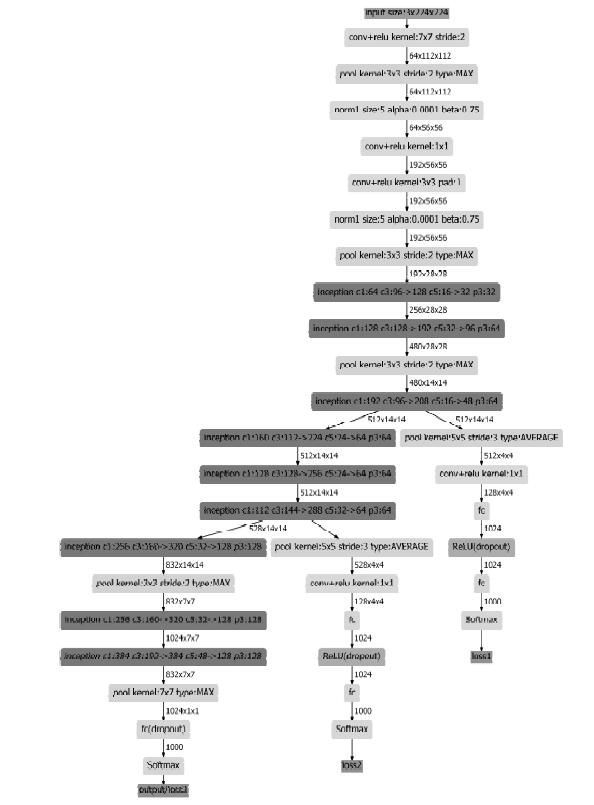 input size:3x224x224
conv+relu kernel:7x7 stride:2
64x112x112
pool kernel:3x3 stride:2 type:MAX
64x112x112
norm1 size:5 alpha:0.0001 beta:0.75
64x56x56
conv+relu kernel:1x1
192x56x56
conv+relu kernel:3x3 pad:1
192x56x56
norm1 size:5 alpha:0.0001 beta:0.75
192x56x56
pool kernel:3x3 stride:2 type:MAX
192x28x28
inception c1:64 c3:96->128 c5:16->32 p3:32
256x28x28
inception c1:128 c3:128->192 c5:32->96 p3:64
480x28x28
pool kernel:3x3 stride:2 type:MAX
480x14x14
inception c1:192 c3:96->208 c5:16->48 p3:64
512x14x14
512x14x14
inception c1:160 c3:112->224 c5:24->64 p3:64
pool kernel:5x5 stride:3 type:AVERAGE
512x14x14
512x4x4
inception c1:128 c3:128->256 c5:24->64 p3:64
conv+relu kernel:1x1
512x14x14
128x4x4
inception c1:112 c3:144->288 c5:32->64 p3:64
fc
528x14x14
1024
inception c1:256 c3:160->320 c5:32->128 p3:128
pool kernel:5x5 stride:3 type:AVERAGE
ReLU(dropout)
832x14x14
528x4x4
1024
pool kernel:3x3 stride:2 type:MAX
conv+relu kernel:1x1
fc
832x7x7
128x4x4
1000
inception c1:256 c3:160->320 c5:32->128 p3:128
fc
Softmax
1024x7x7
1024
inception c1:384 c3:192->384 c5:48->128 p3:128
ReLU(dropout)
loss1
832x7x7
1024
pool kernel:7x7 type:MAX
fc
1024x1x1
1000
fc(dropout)
Softmax
1000
Softmax
loss2
output/loss3